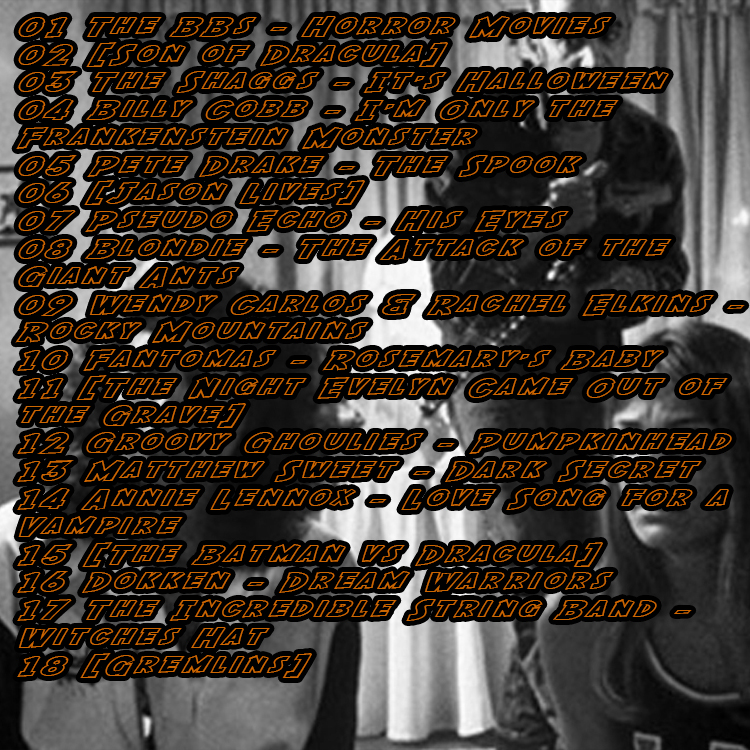 01 The BBs - Horror Movies
02 [Son of Dracula]
03 The Shaggs - It's Halloween
04 Billy Cobb - I'm Only the
Frankenstein Monster
05 Pete Drake - The Spook
06 [Jason Lives]
07 Pseudo Echo - His Eyes
08 Blondie - The Attack of the
Giant Ants
09 Wendy Carlos & Rachel Elkins -
Rocky Mountains
10 Fantomas - Rosemary's Baby
11 [The Night Evelyn Came Out of
the Grave]
12 Groovy Ghoulies - Pumpkinhead
13 Matthew Sweet - Dark Secret
14 Annie Lennox - Love Song for a
Vampire
15 [The Batman vs Dracula]
16 Dokken - Dream Warriors
17 The Incredible String Band -
Witches Hat
18 [Gremlins]